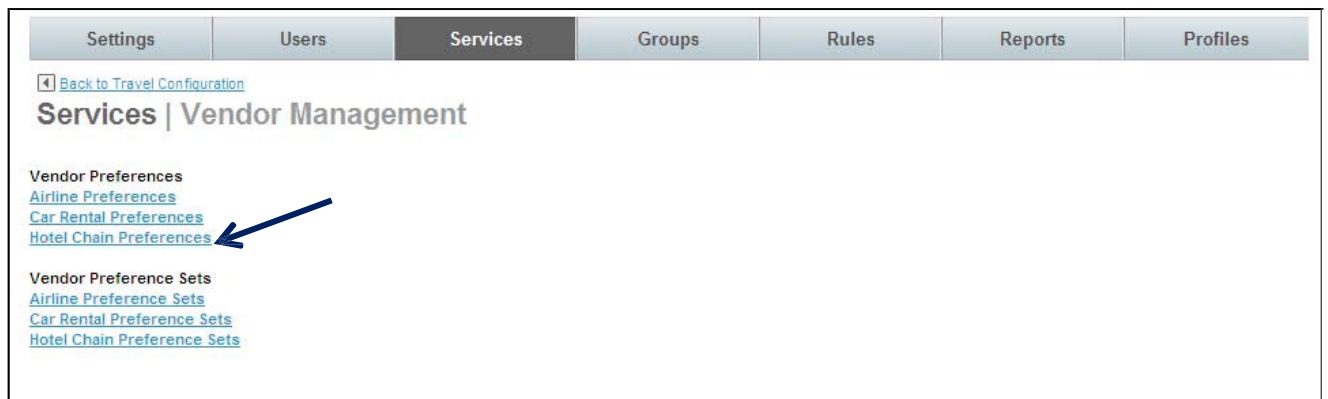 Settings Users Services Groups Rules Reports Profiles
Back to Travel Configuration
Services | Vendor Management
Vendor Preferences
Airline Preferences
Car Rental Preferences
Hotel Chain Preferences
Vendor Preference Sets
Airline Preference Sets
Car Rental Preference Sets
Hotel Chain Preference Sets